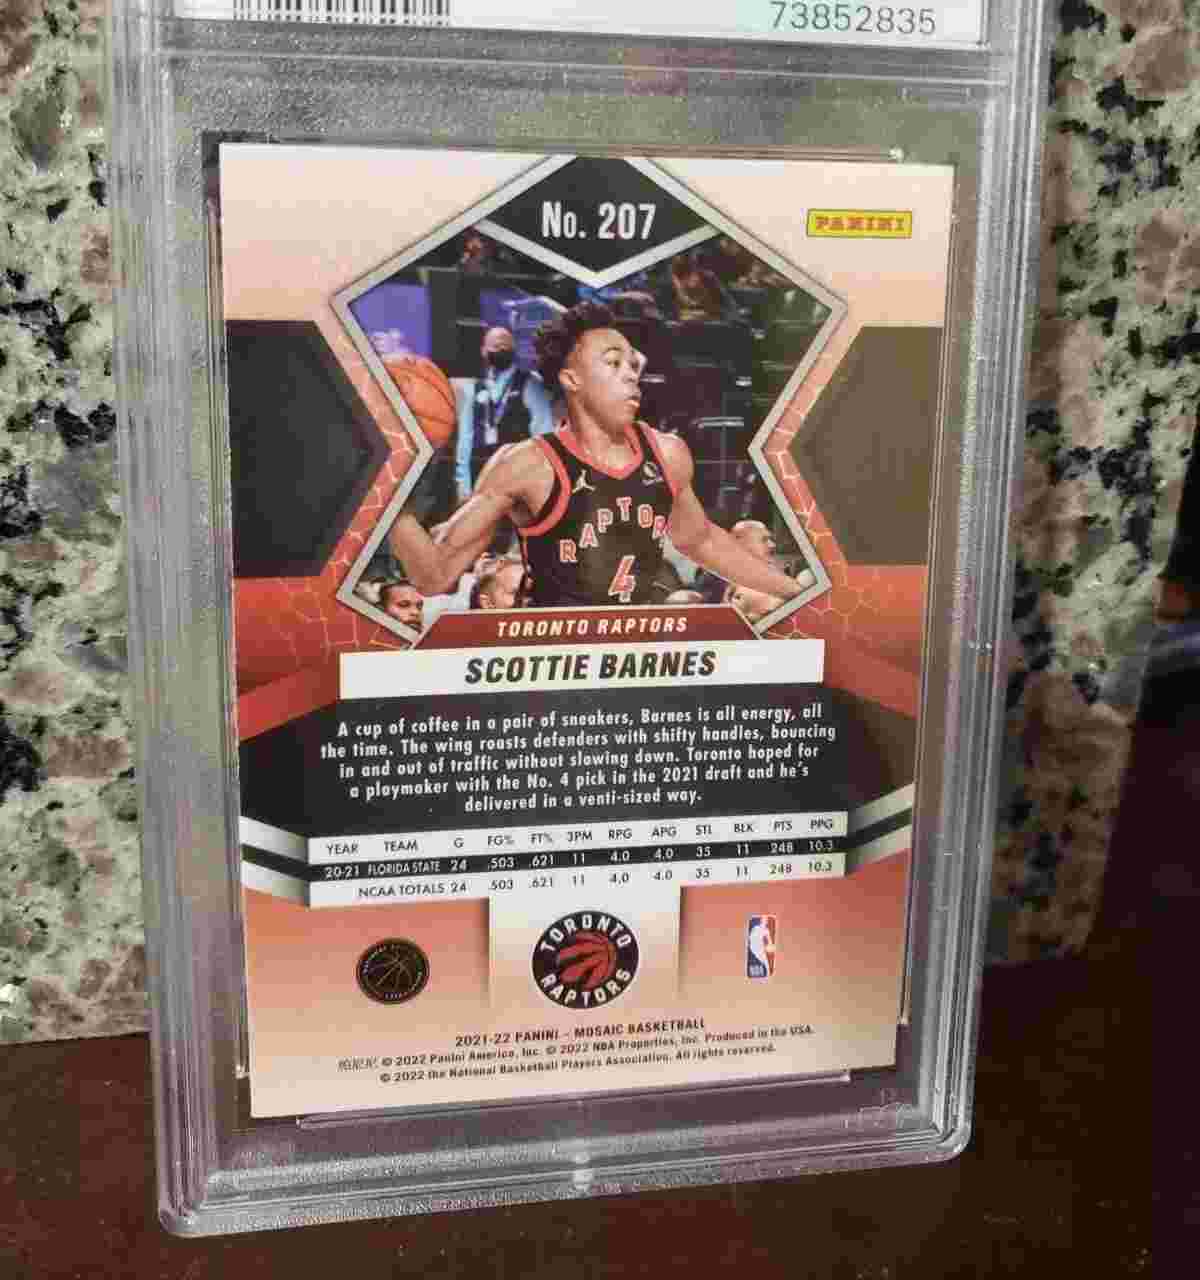 73852835
No. 207
PANINI
RAPTOR
4
TORONTO RAPTORS
SCOTTIE BARNES
A cup of coffee in a pair of sneakers, Barnes is all energy, all
the time. The wing roasts defenders with shifty handles, bouncing
in and out of traffic without slowing down. Toronto hoped for
a playmaker with the No. 4 pick in the 2021 draft and he's
delivered in a venti-sized way.
YEAR TEAM G FG% FT% 3PM RPG APG STL BLK PTS PPG
20-21 FLORIDA STATE 24 .503 .621 11 4.0 4.0 35 11 248 10.3
NCAA TOTALS 24 .503 .621 11 4.0 4.0 35 11 248 10.3
TORONTO
RAPTORS
NBA
2021-22 PANINI - MOSAIC BASKETBALL
© 2022 Panini America, Inc. © 2022 NBA Properties, Inc. Produced in the USA.
© 2022 the National Basketball Players Association. All rights reserved.